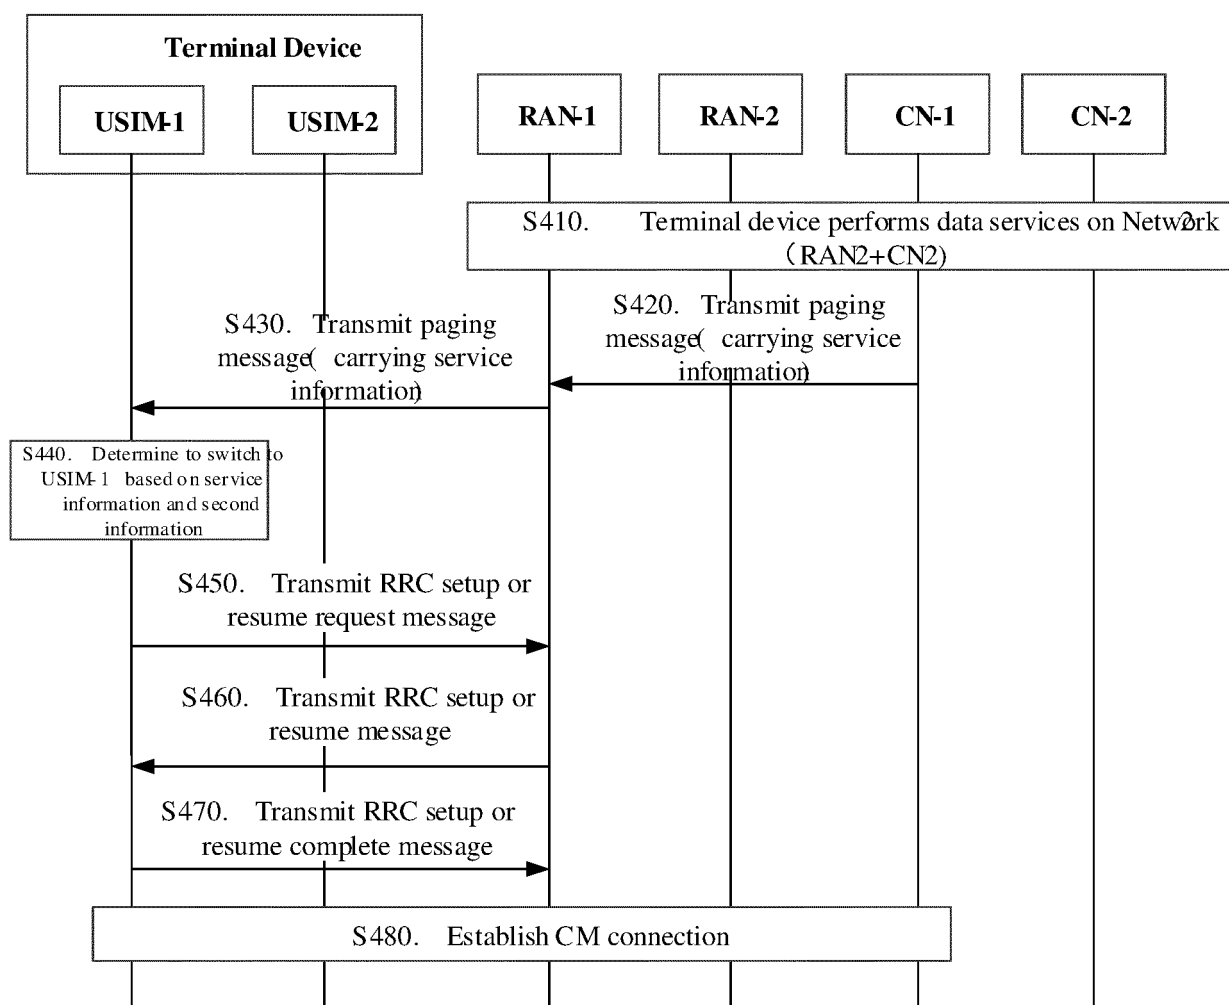 Terminal Device
USIM-1
USIM-2
RAN-1
RAN-2
CN-1
CN-2
S410. Terminal device performs data services on Network2
(RAN2+CN2)
S420. Transmit paging
message( carrying service
information)
S430. Transmit paging
message( carrying service
information)
S440. Determine to switch to
USIM-1 based on service
information and second
information
S450. Transmit RRC setup or
resume request message
S460. Transmit RRC setup or
resume message
S470. Transmit RRC setup or
resume complete message
S480. Establish CM connection